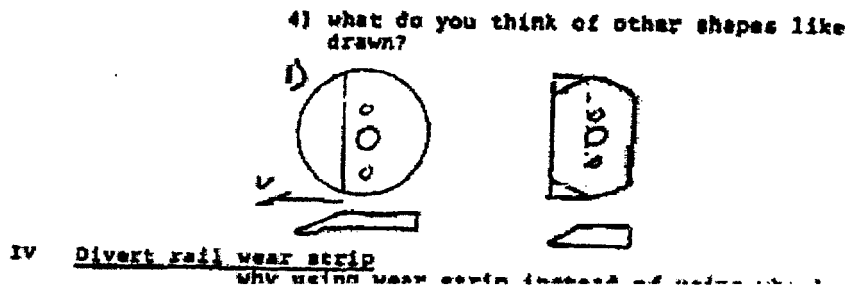 4) what do you think of other shapes like
drawn?
1)
V
IV Divert rail wear strip
why using wear strip instead of using